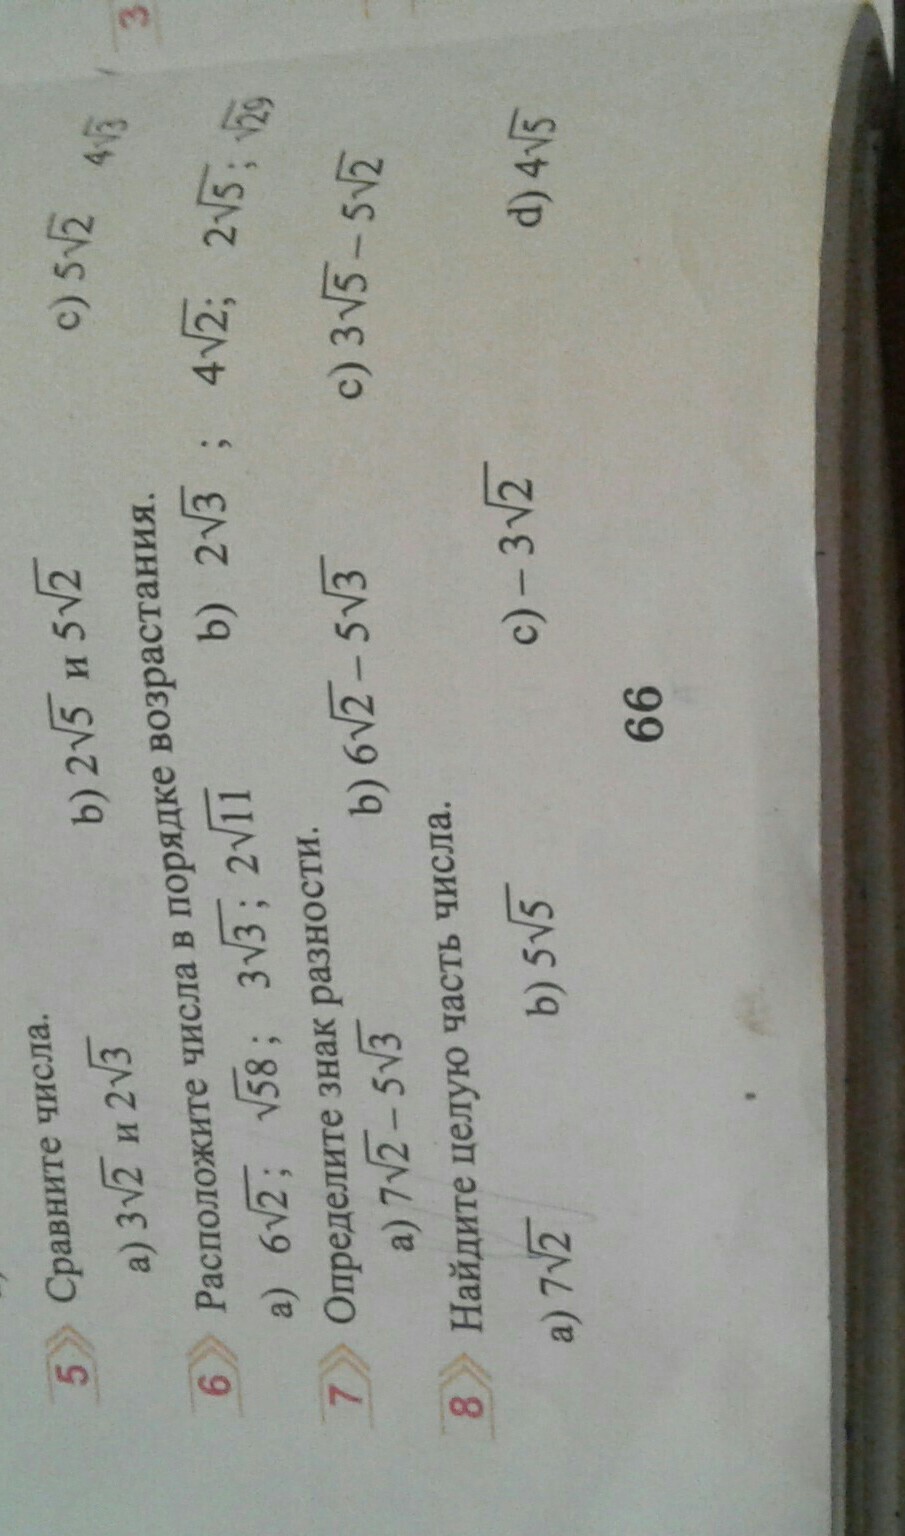 3
5 Сравните числа.
a) 3√2 и 2√3 b) 2√5 и 5√2 c) 5√2 4√3
6 Расположите числа в порядке возрастания.
a) 6√2; √58; 3√3; 2√11 b) 2√3 ; 4√2; 2√5; √29
7 Определите знак разности.
a) 7√2 – 5√3 b) 6√2 – 5√3 c) 3√5 – 5√2
8 Найдите целую часть числа.
a) 7√2 b) 5√5 c) – 3√2 d) 4√5
66